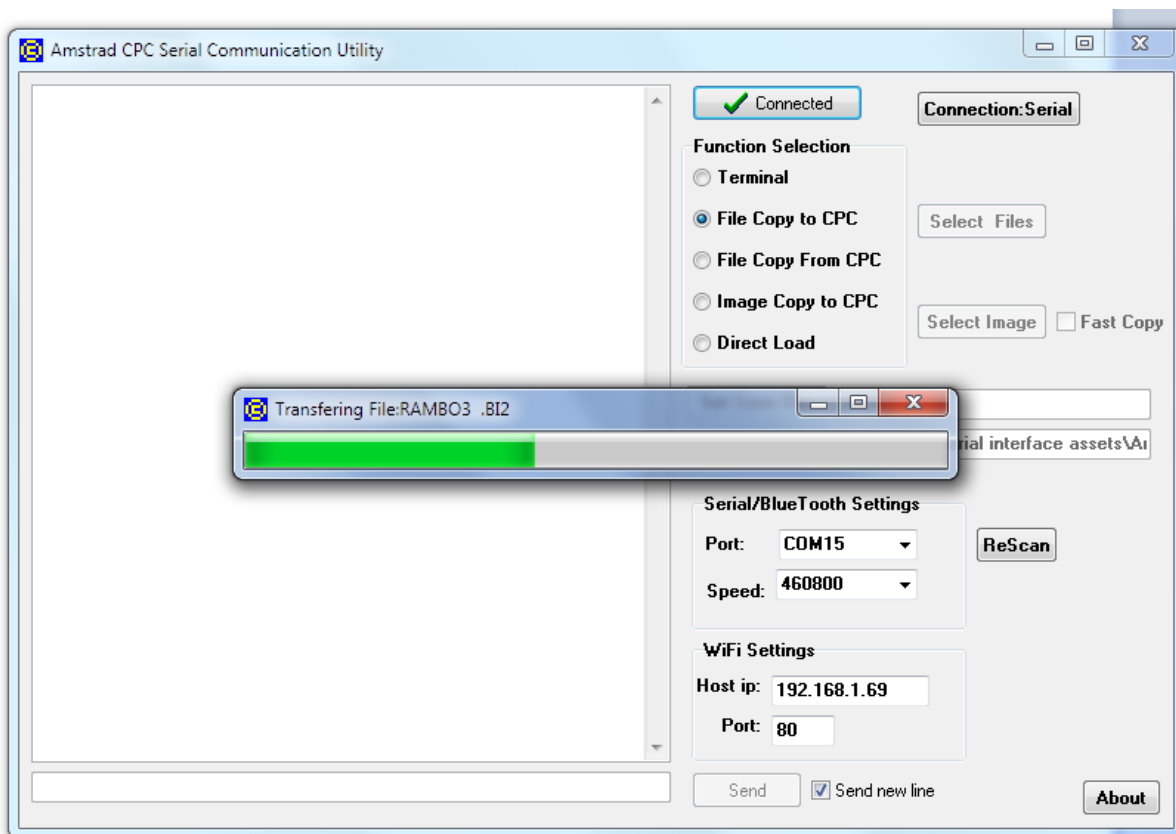 Amstrad CPC Serial Communication Utility
Connected
Connection:Serial
Function Selection
Terminal
File Copy to CPC
Select Files
File Copy From CPC
Image Copy to CPC
Select Image
Fast Copy
Direct Load
Transfering File:RAMBO3 .BI2
rial interface assets\
Serial/BlueTooth Settings
Port: COM15
ReScan
Speed: 460800
WiFi Settings
Host ip: 192.168.1.69
Port: 80
Send
Send new line
About